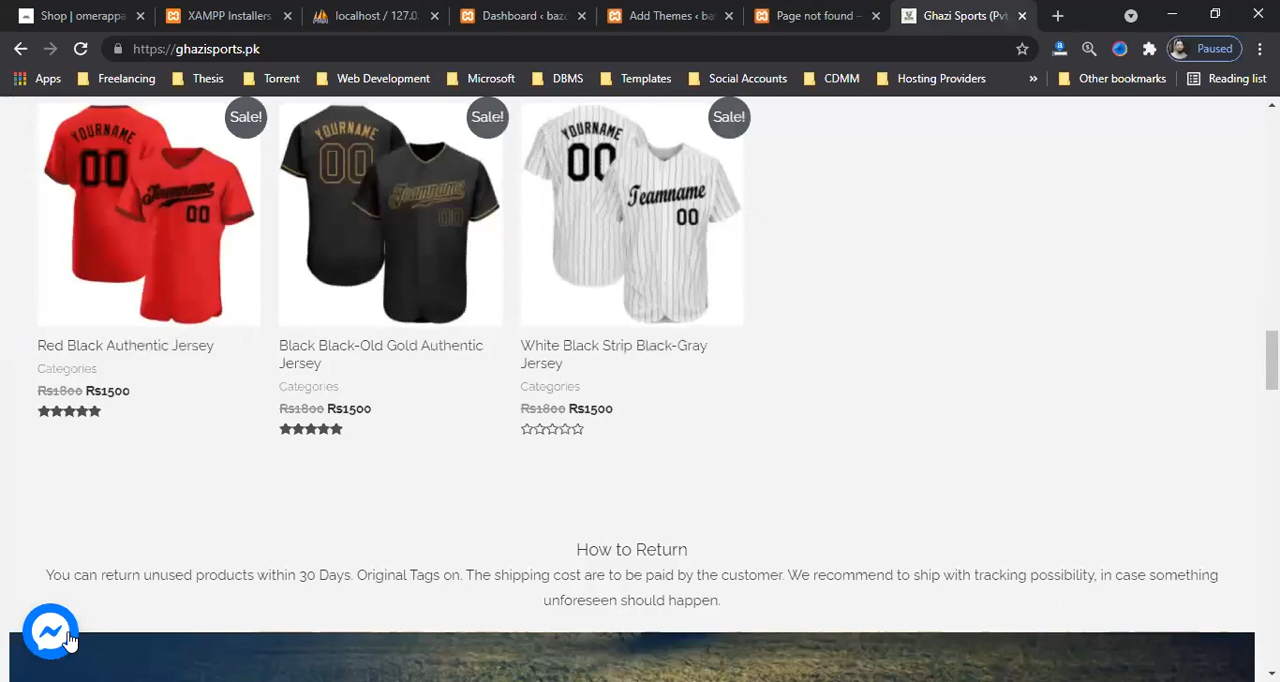 Shop | omerappa
XAMPP Installers
localhost / 127.0.
Dashboard ‹ baz
Add Themes ‹ ba
Page not found –
Ghazi Sports (Pv
https://ghazisports.pk
Paused
Apps
Freelancing
Thesis
Torrent
Web Development
Microsoft
DBMS
Templates
Social Accounts
CDMM
Hosting Providers
»
Other bookmarks
Reading list
Sale!
Sale!
Sale!
YOURNAME
00
Teamname
00
YOURNAME
00
Teamname
00
YOURNAME
00
Teamname
00
Red Black Authentic Jersey
Categories
Rs1800 Rs1500
Black Black-Old Gold Authentic
Jersey
Categories
Rs1800 Rs1500
White Black Strip Black-Gray
Jersey
Categories
Rs1800 Rs1500
How to Return
You can return unused products within 30 Days. Original Tags on. The shipping cost are to be paid by the customer. We recommend to ship with tracking possibility, in case something
unforeseen should happen.